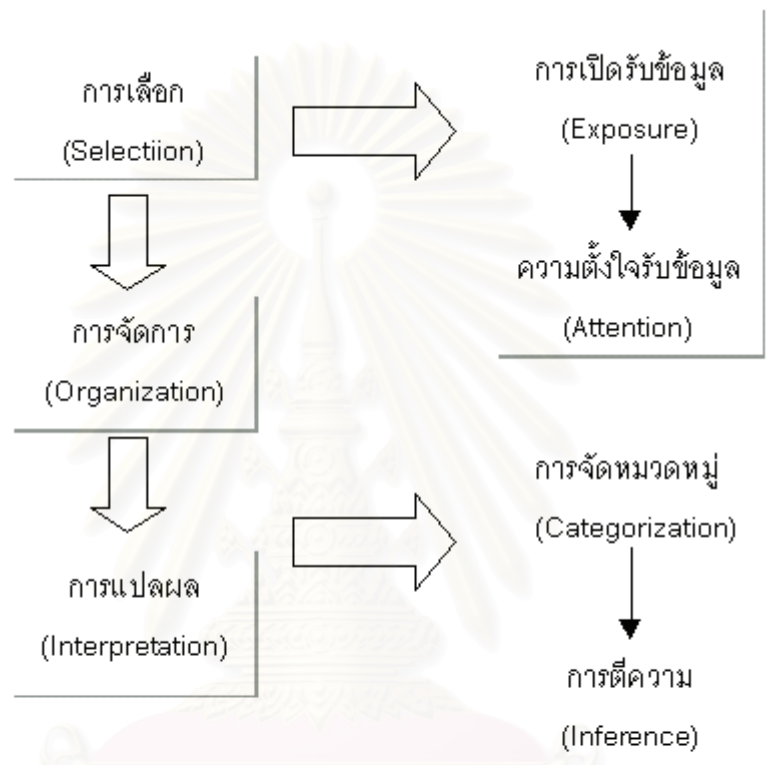 การเลือก
(Selectiion)
การเปิดรับข้อมูล
(Exposure)
ความตั้งใจรับข้อมูล
(Attention)
การจัดการ
(Organization)
การจัดหมวดหมู่
(Categorization)
การแปลผล
(Interpretation)
การตีความ
(Inference)